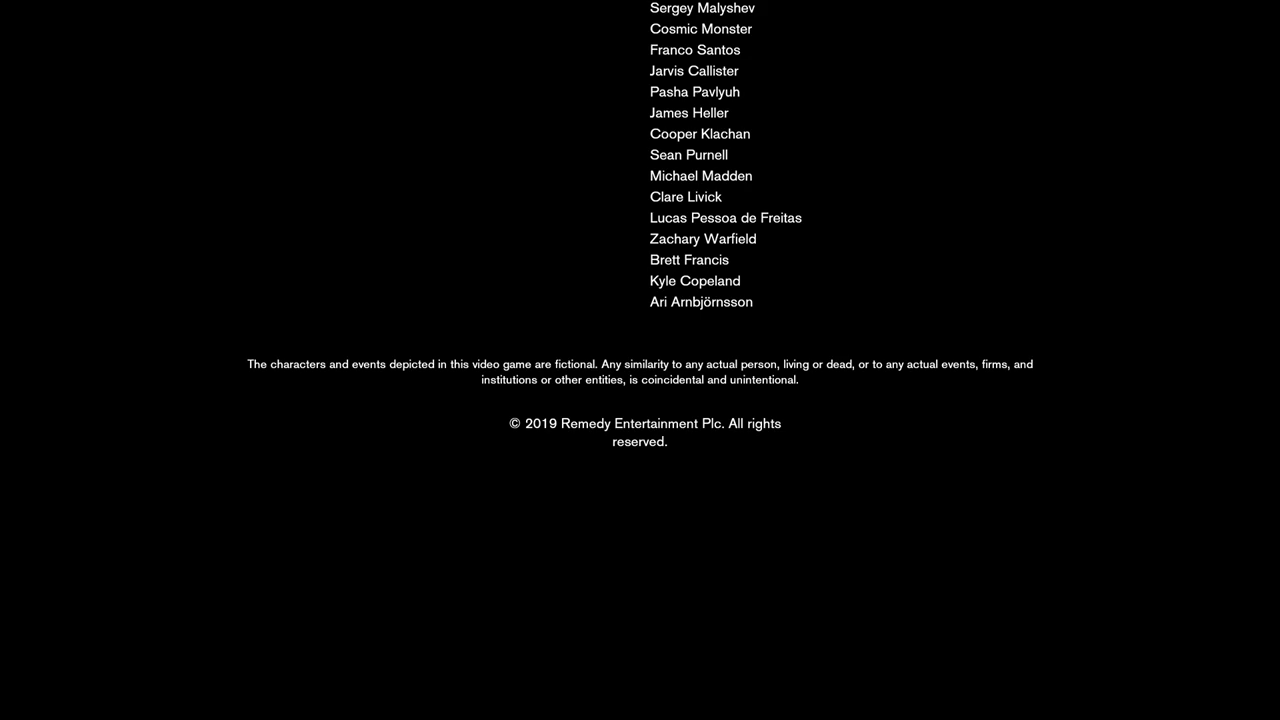 Sergey Malyshev
Cosmic Monster
Franco Santos
Jarvis Callister
Pasha Pavlyuh
James Heller
Cooper Klachan
Sean Purnell
Michael Madden
Clare Livick
Lucas Pessoa de Freitas
Zachary Warfield
Brett Francis
Kyle Copeland
Ari Arnbjörnsson
The characters and events depicted in this video game are fictional. Any similarity to any actual person, living or dead, or to any actual events, firms, and
institutions or other entities, is coincidental and unintentional.
© 2019 Remedy Entertainment Plc. All rights
reserved.